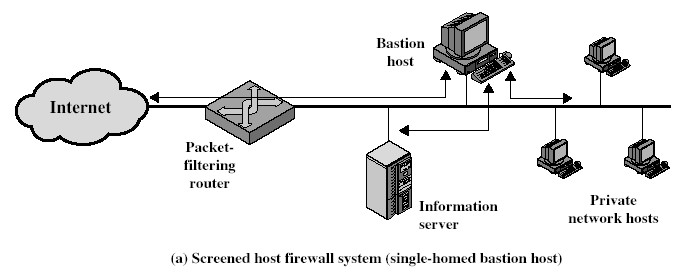 Bastion
host
Internet
Packet-
filtering
router
Information
server
Private
network hosts
(a) Screened host firewall system (single-homed bastion host)